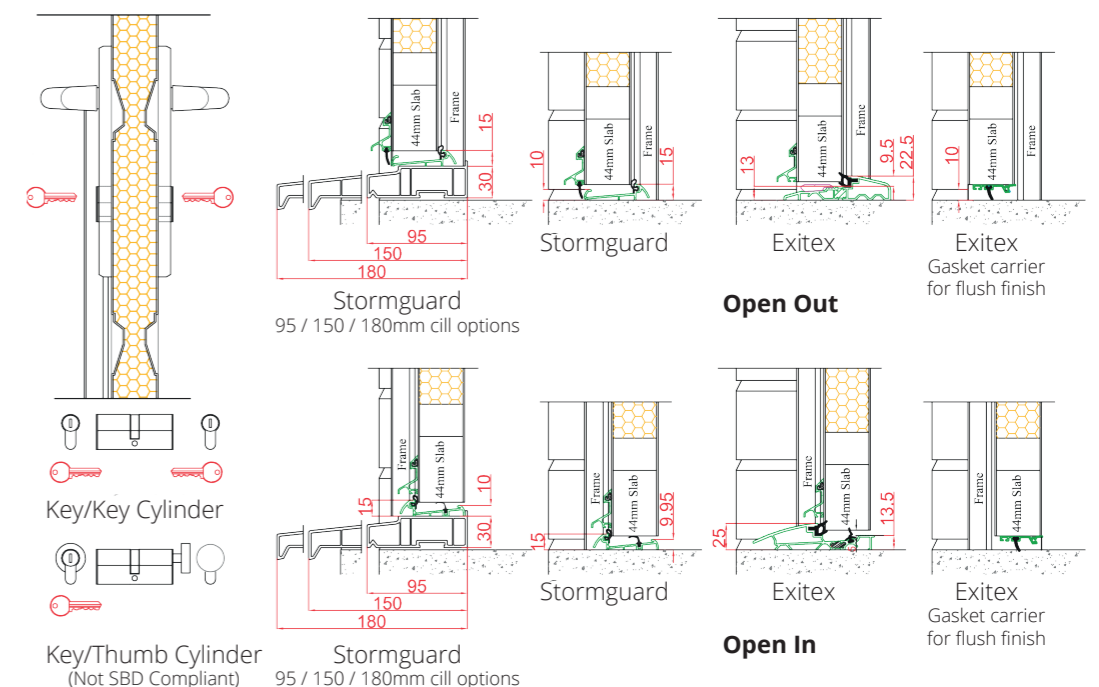 44mm Slab
Frame
15
30
95
150
180
Stormguard
95 / 150 / 180mm cill options
10
44mm Slab
Frame
15
Stormguard
13
44mm Slab
Frame
9.5
22.5
Exitex
10
44mm Slab
Frame
Exitex
Gasket carrier
for flush finish
Open Out
Key/Key Cylinder
Key/Thumb Cylinder
(Not SBD Compliant)
Frame
44mm Slab
15
10
30
95
150
180
Stormguard
95 / 150 / 180mm cill options
15
Frame
44mm Slab
9.95
Stormguard
25
Frame
44mm Slab
13.5
Exitex
Frame
44mm Slab
Exitex
Gasket carrier
for flush finish
Open In